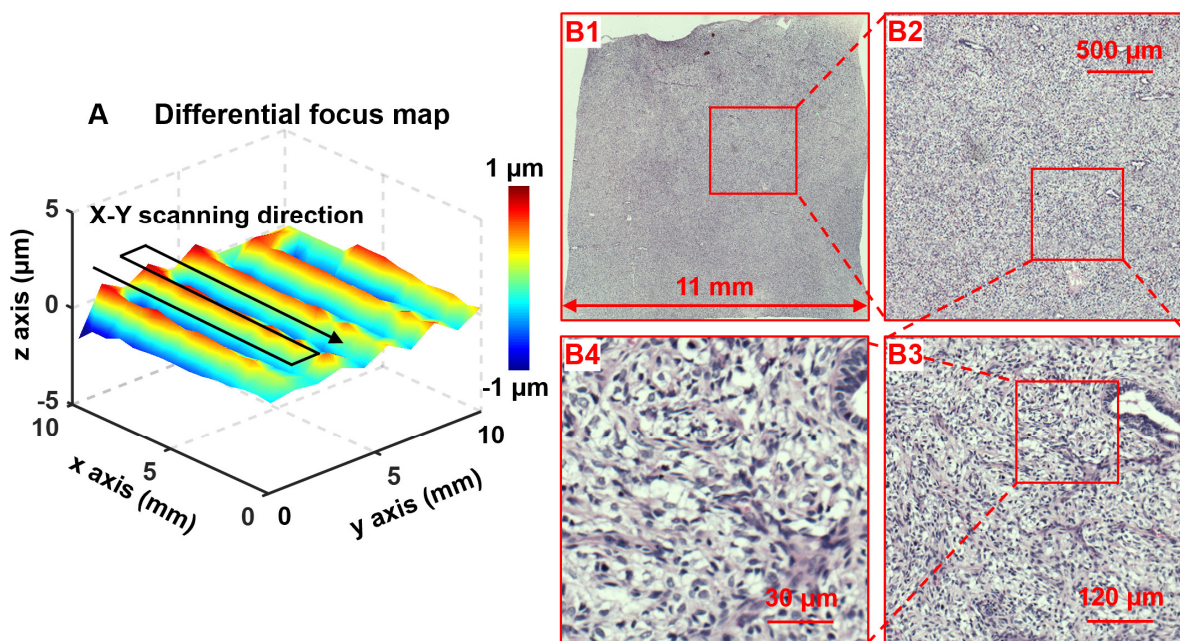 A Differential focus map
1 µm
-1 µm
X-Y scanning direction
z axis (µm)
5
0
-5
x axis (mm)
10
5
0
y axis (mm)
0
5
10
B1
11 mm
B2
500 µm
B4
30 µm
B3
120 µm